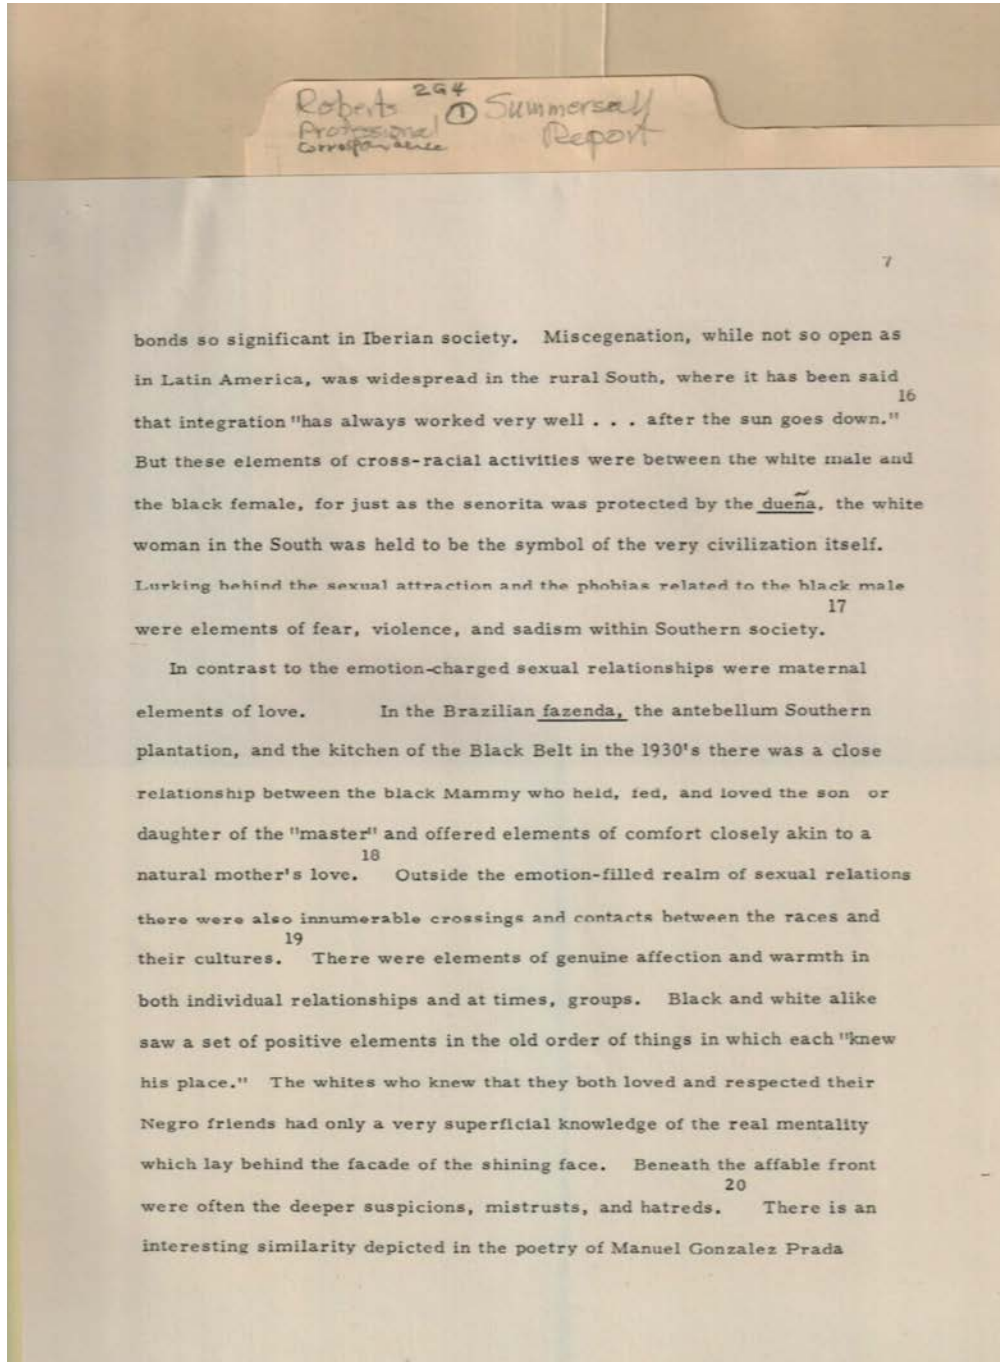 Roberts 2G4 ① Summersall
Professional Report
Correspondence
7
bonds so significant in Iberian society. Miscegenation, while not so open as
in Latin America, was widespread in the rural South, where it has been said
16
that integration "has always worked very well . . . after the sun goes down."
But these elements of cross-racial activities were between the white male and
the black female, for just as the senorita was protected by the dueña, the white
woman in the South was held to be the symbol of the very civilization itself.
Lurking behind the sexual attraction and the phobias related to the black male
17
were elements of fear, violence, and sadism within Southern society.
In contrast to the emotion-charged sexual relationships were maternal
elements of love. In the Brazilian fazenda, the antebellum Southern
plantation, and the kitchen of the Black Belt in the 1930's there was a close
relationship between the black Mammy who held, fed, and loved the son or
daughter of the "master" and offered elements of comfort closely akin to a
18
natural mother's love. Outside the emotion-filled realm of sexual relations
there were also innumerable crossings and contacts between the races and
19
their cultures. There were elements of genuine affection and warmth in
both individual relationships and at times, groups. Black and white alike
saw a set of positive elements in the old order of things in which each "knew
his place." The whites who knew that they both loved and respected their
Negro friends had only a very superficial knowledge of the real mentality
which lay behind the facade of the shining face. Beneath the affable front
20
were often the deeper suspicions, mistrusts, and hatreds. There is an
interesting similarity depicted in the poetry of Manuel Gonzalez Prada